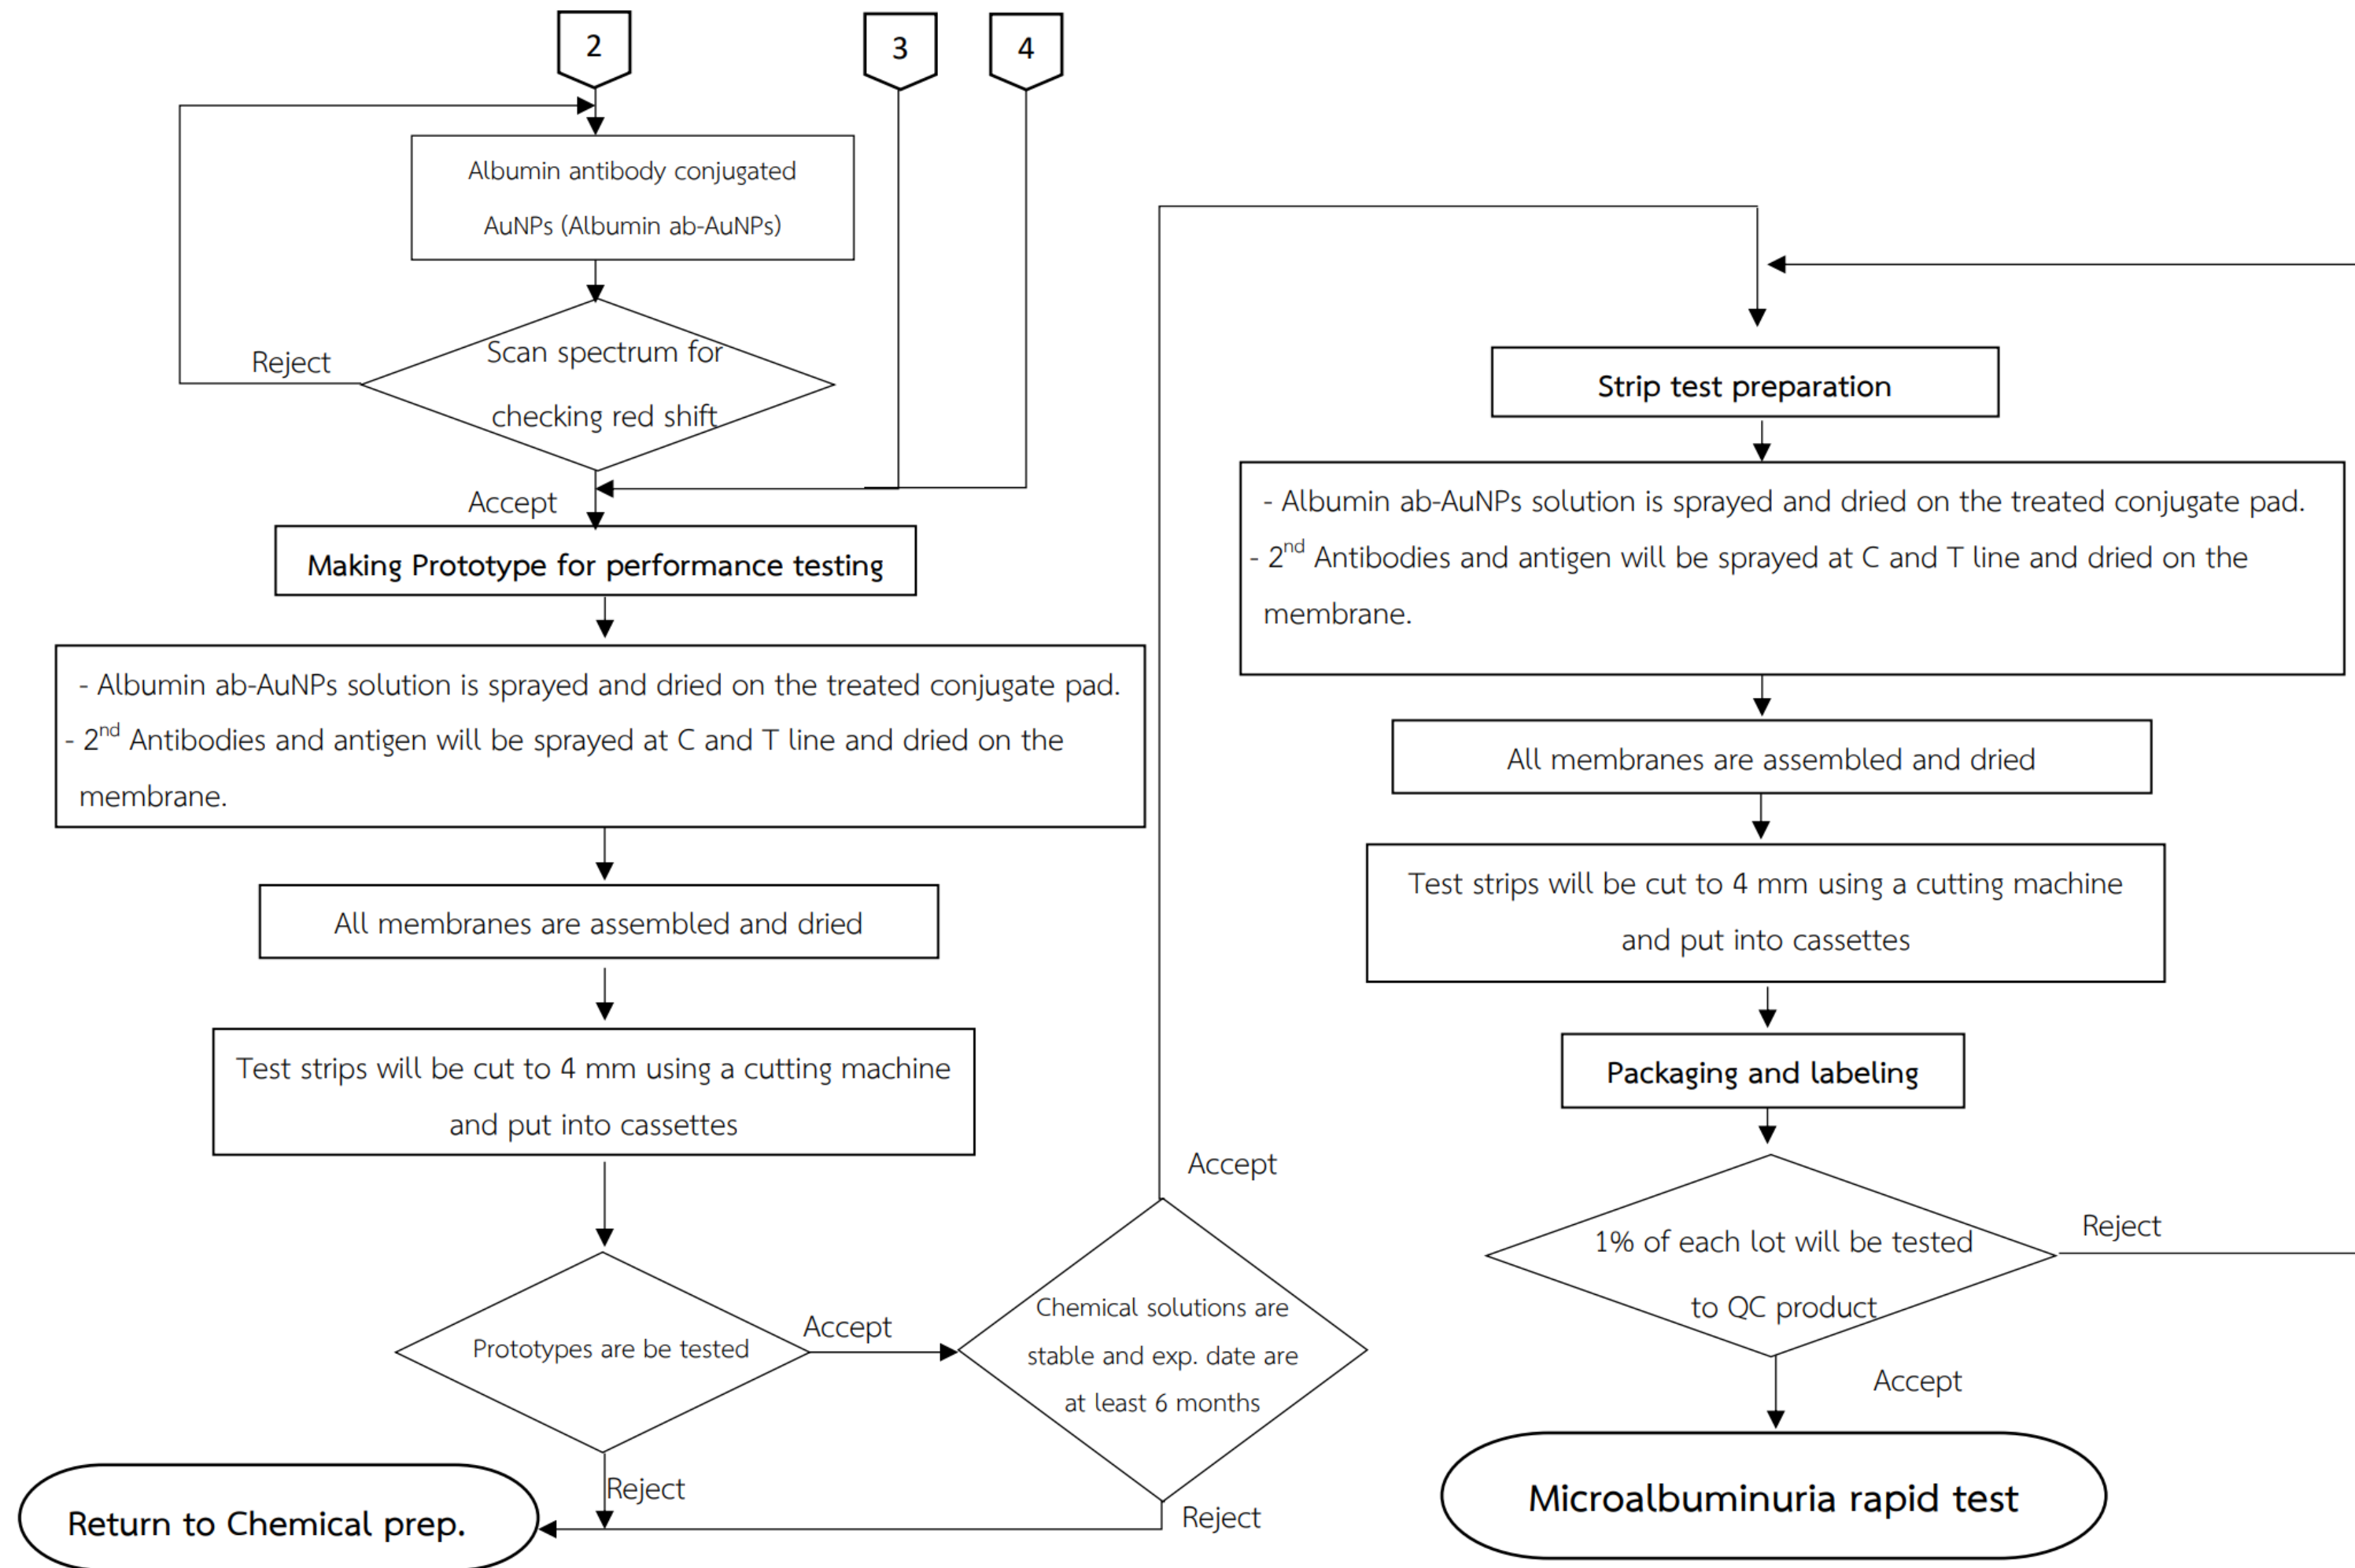 2
3
4
Albumin antibody conjugated
AuNPs (Albumin ab-AuNPs)
Reject
Scan spectrum for
checking red shift
Accept
Making Prototype for performance testing
- Albumin ab-AuNPs solution is sprayed and dried on the treated conjugate pad.
- 2nd Antibodies and antigen will be sprayed at C and T line and dried on the
membrane.
All membranes are assembled and dried
Test strips will be cut to 4 mm using a cutting machine
and put into cassettes
Prototypes are be tested
Accept
Reject
Return to Chemical prep.
Accept
Chemical solutions are
stable and exp. date are
at least 6 months
Reject
Strip test preparation
- Albumin ab-AuNPs solution is sprayed and dried on the treated conjugate pad.
- 2nd Antibodies and antigen will be sprayed at C and T line and dried on the
membrane.
All membranes are assembled and dried
Test strips will be cut to 4 mm using a cutting machine
and put into cassettes
Packaging and labeling
1% of each lot will be tested
to QC product
Reject
Accept
Microalbuminuria rapid test